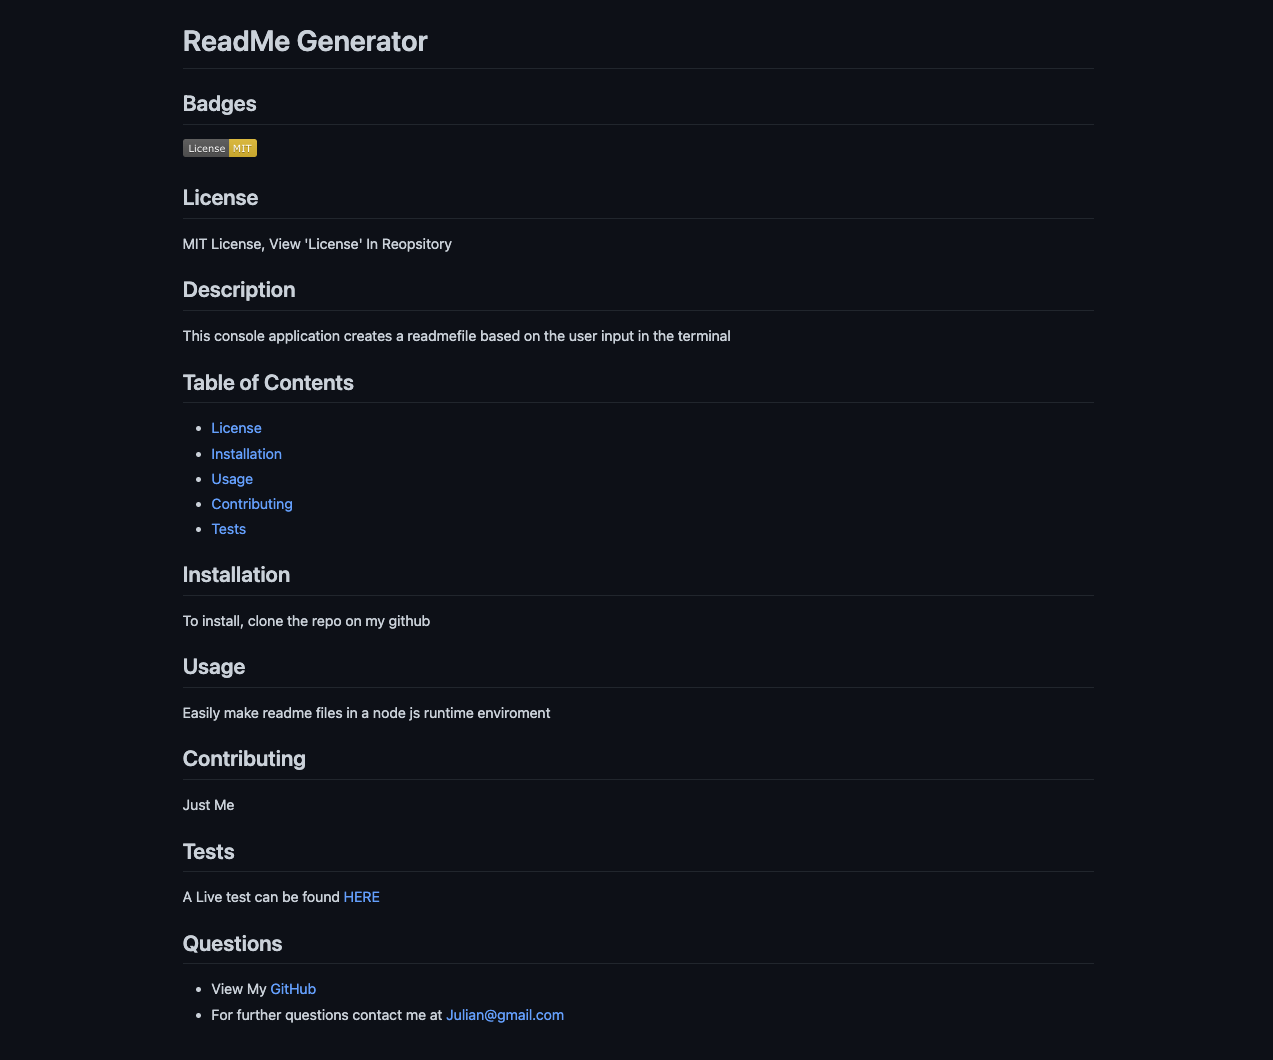 ReadMe Generator
Badges
License MIT
License
MIT License, View 'License' In Reopsitory
Description
This console application creates a readmefile based on the user input in the terminal
Table of Contents
License
Installation
Usage
Contributing
Tests
Installation
To install, clone the repo on my github
Usage
Easily make readme files in a node js runtime enviroment
Contributing
Just Me
Tests
A Live test can be found HERE
Questions
View My GitHub
For further questions contact me at Julian@gmail.com